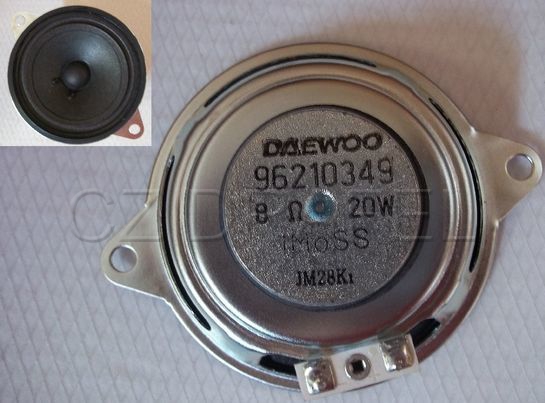 DAEWOO
96210349
8 Ω 20W
iMoSS
JM28K1